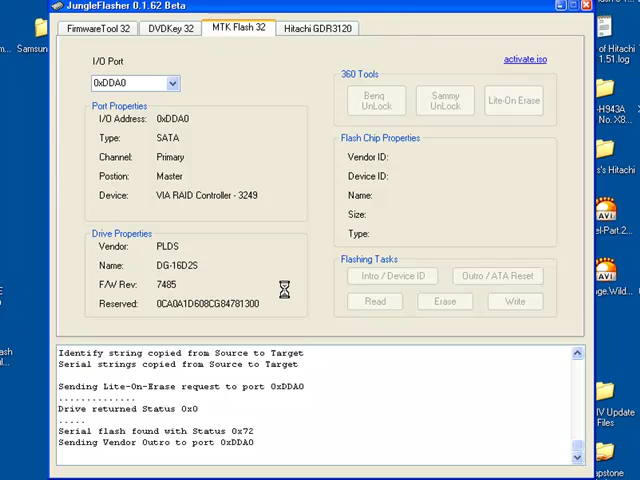 JungleFlasher 0.1.62 Beta
FirmwareTool 32
DVDKey 32
MTK Flash 32
Hitachi GDR3120
I/O Port
activate.iso
0xDDA0
360 Tools
Benq UnLock
Sammy UnLock
Lite-On Erase
Port Properties
I/O Address: 0xDDA0
Type: SATA
Channel: Primary
Postion: Master
Device: VIA RAID Controller - 3249
Flash Chip Properties
Vendor ID:
Device ID:
Name:
Size:
Type:
Drive Properties
Vendor: PLDS
Name: DG-16D2S
F/W Rev: 7485
Reserved: 0CA0A1D608CG84781300
Flashing Tasks
Intro / Device ID
Outro / ATA Reset
Read
Erase
Write
Identify string copied from Source to Target
Serial strings copied from Source to Target
Sending Lite-On-Erase request to port 0xDDA0
.............
Drive returned Status 0x0
.....
Serial flash found with Status 0x72
Sending Vendor Outro to port 0xDDA0
of Hitachi
1.51.log
-H943A
No. X8...
's Hitachi
AVI
el-Part.2...
AVI
nge.Wild...
IV Update
Files